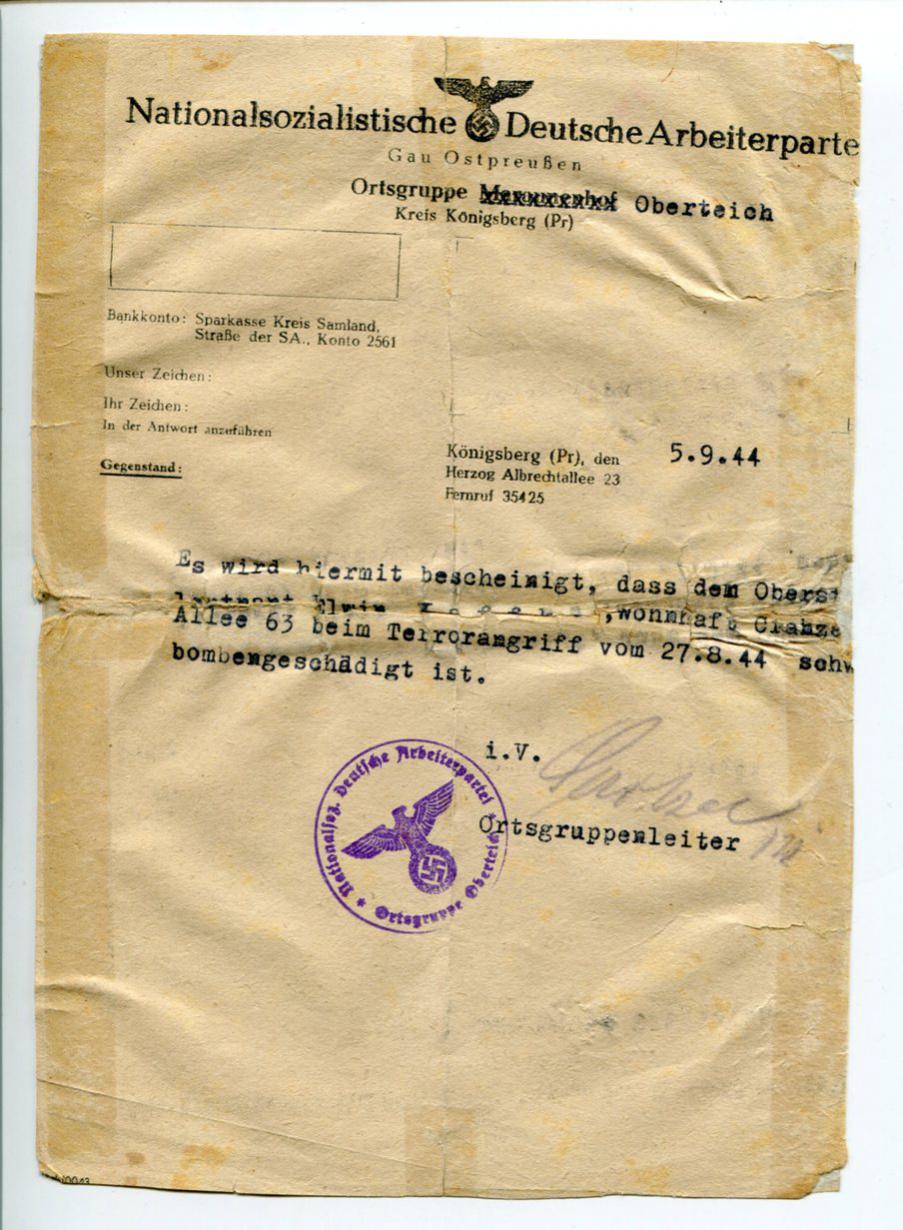 Nationalsozialistische Deutsche Arbeiterparte
Gau Ostpreußen
Ortsgruppe Oberteich
Kreis Königsberg (Pr)
Bankkonto: Sparkasse Kreis Samland,
Straße der SA., Konto 2561
Unser Zeichen:
Ihr Zeichen:
In der Antwort anzuführen
Gegenstand:
Königsberg (Pr), den 5.9.44
Herzog Albrechtallee 23
Fernruf 35425
Es wird hiermit bescheinigt, dass dem Oberst
Elwin ,wohnhaft Cranze
Allee 63 beim Terrorangriff vom 27.8.44 schw
bombengeschädigt ist.
i.V.
Ortsgruppenleiter
Nationalsoz. Deutsche Arbeiterpartei
* Ortsgruppe Oberteich *